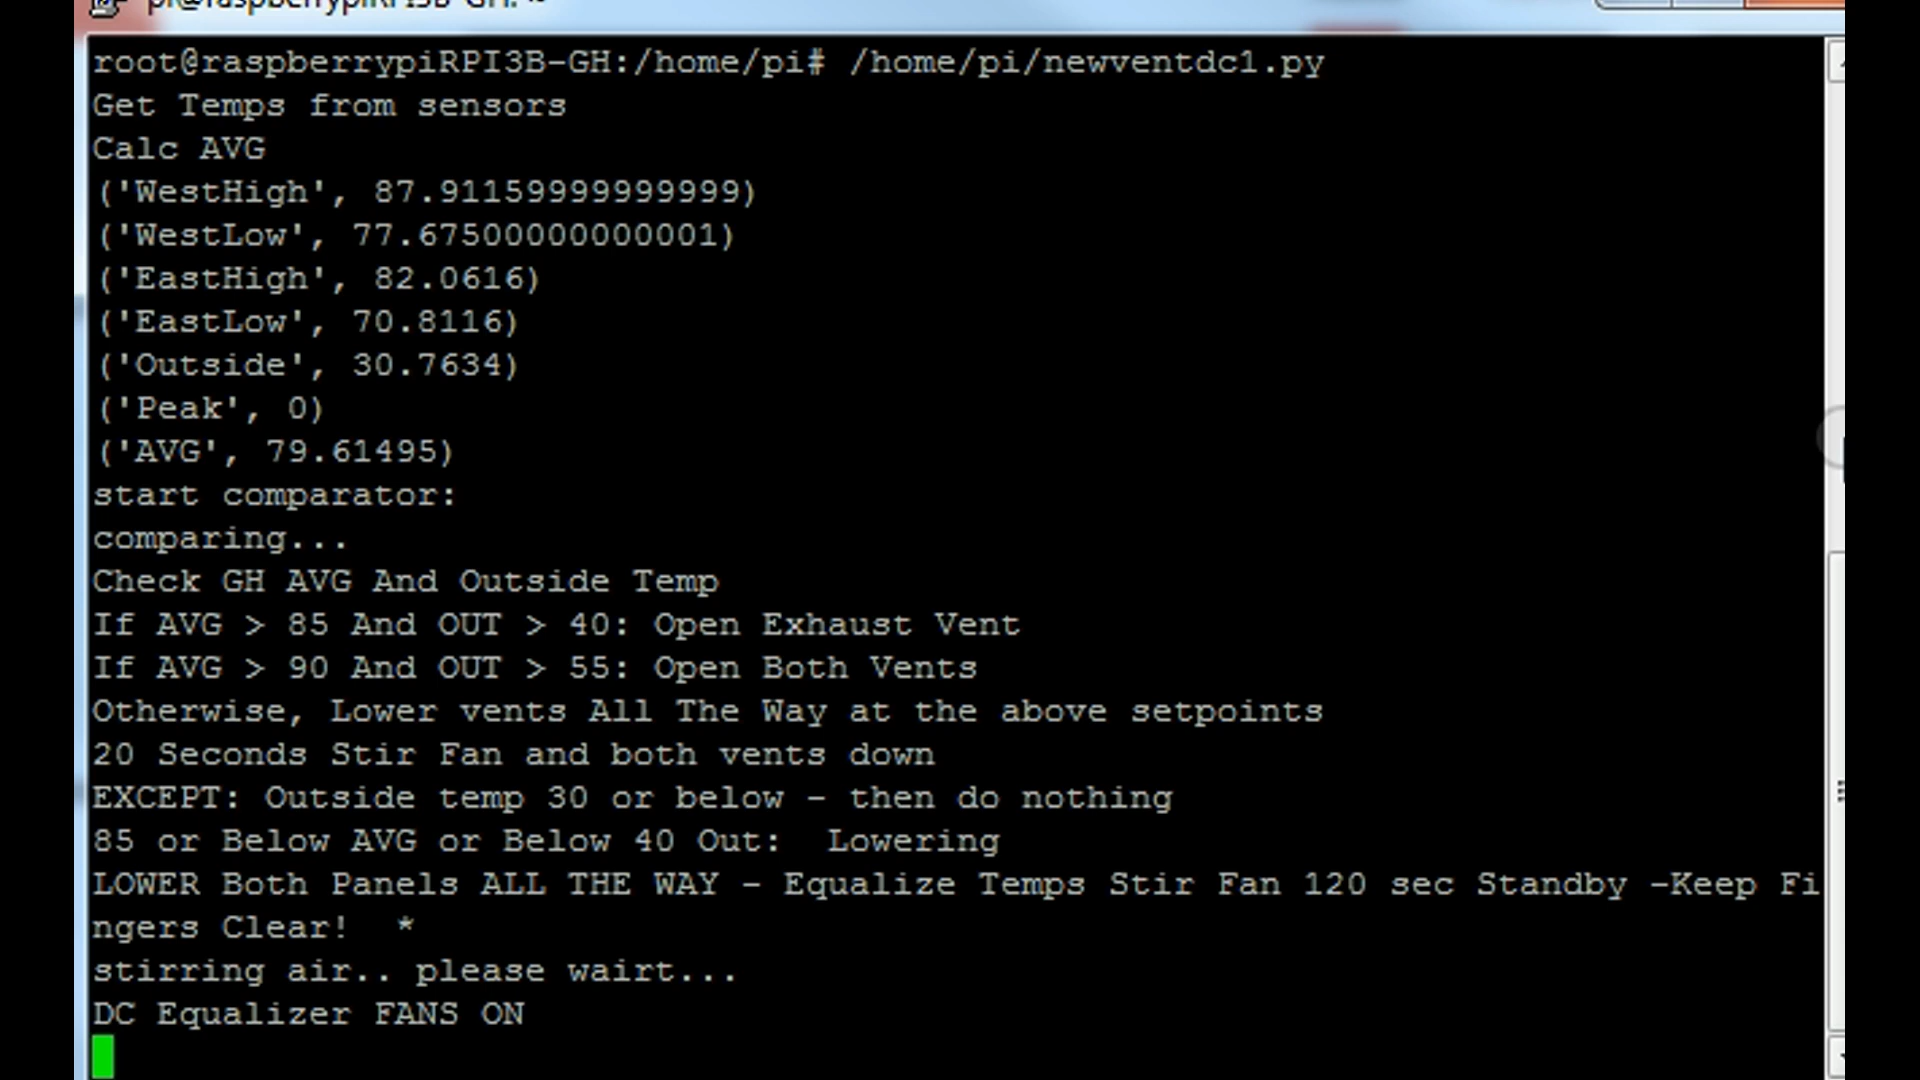 root@raspberrypiRPI3B-GH:/home/pi# /home/pi/newventdc1.py
Get Temps from sensors
Calc AVG
('WestHigh', 87.91159999999999)
('WestLow', 77.67500000000001)
('EastHigh', 82.0616)
('EastLow', 70.8116)
('Outside', 30.7634)
('Peak', 0)
('AVG', 79.61495)
start comparator:
comparing...
Check GH AVG And Outside Temp
If AVG > 85 And OUT > 40: Open Exhaust Vent
If AVG > 90 And OUT > 55: Open Both Vents
Otherwise, Lower vents All The Way at the above setpoints
20 Seconds Stir Fan and both vents down
EXCEPT: Outside temp 30 or below - then do nothing
85 or Below AVG or Below 40 Out:  Lowering
LOWER Both Panels ALL THE WAY - Equalize Temps Stir Fan 120 sec Standby -Keep Fi
ngers Clear!  *
stirring air.. please wairt...
DC Equalizer FANS ON